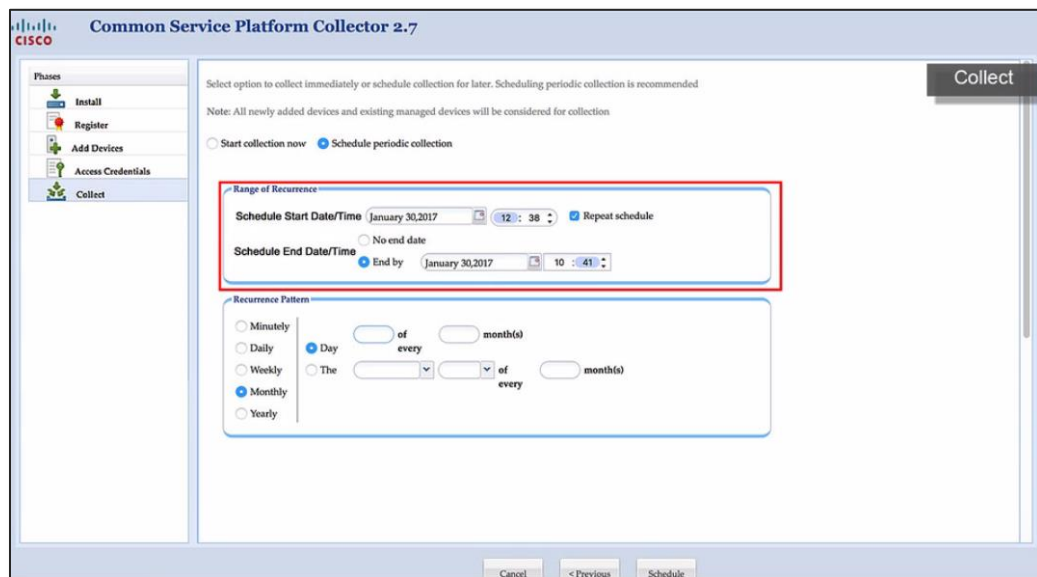 CISCO
Common Service Platform Collector 2.7
Phases
Install
Register
Add Devices
Access Credentials
Collect
Collect
Select option to collect immediately or schedule collection for later. Scheduling periodic collection is recommended
Note: All newly added devices and existing managed devices will be considered for collection
Start collection now Schedule periodic collection
Range of Recurrence
Schedule Start Date/Time January 30,2017 12 : 38 Repeat schedule
Schedule End Date/Time
No end date
End by January 30,2017 10 : 41
Recurrence Pattern
Minutely
Daily
Weekly
Monthly
Yearly
Day of every month(s)
The of every month(s)
Cancel < Previous Schedule